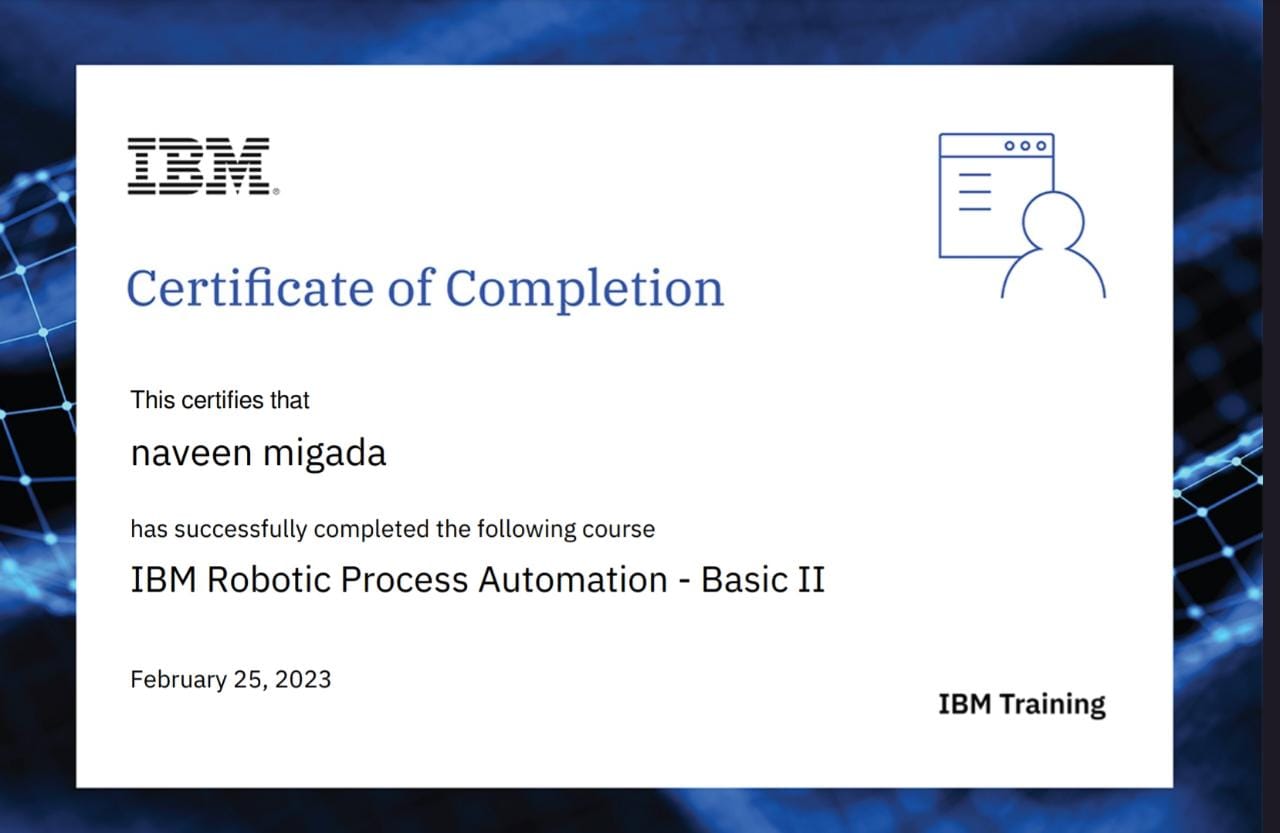 IBM®
Certificate of Completion
This certifies that
naveen migada
has successfully completed the following course
IBM Robotic Process Automation - Basic II
February 25, 2023
IBM Training